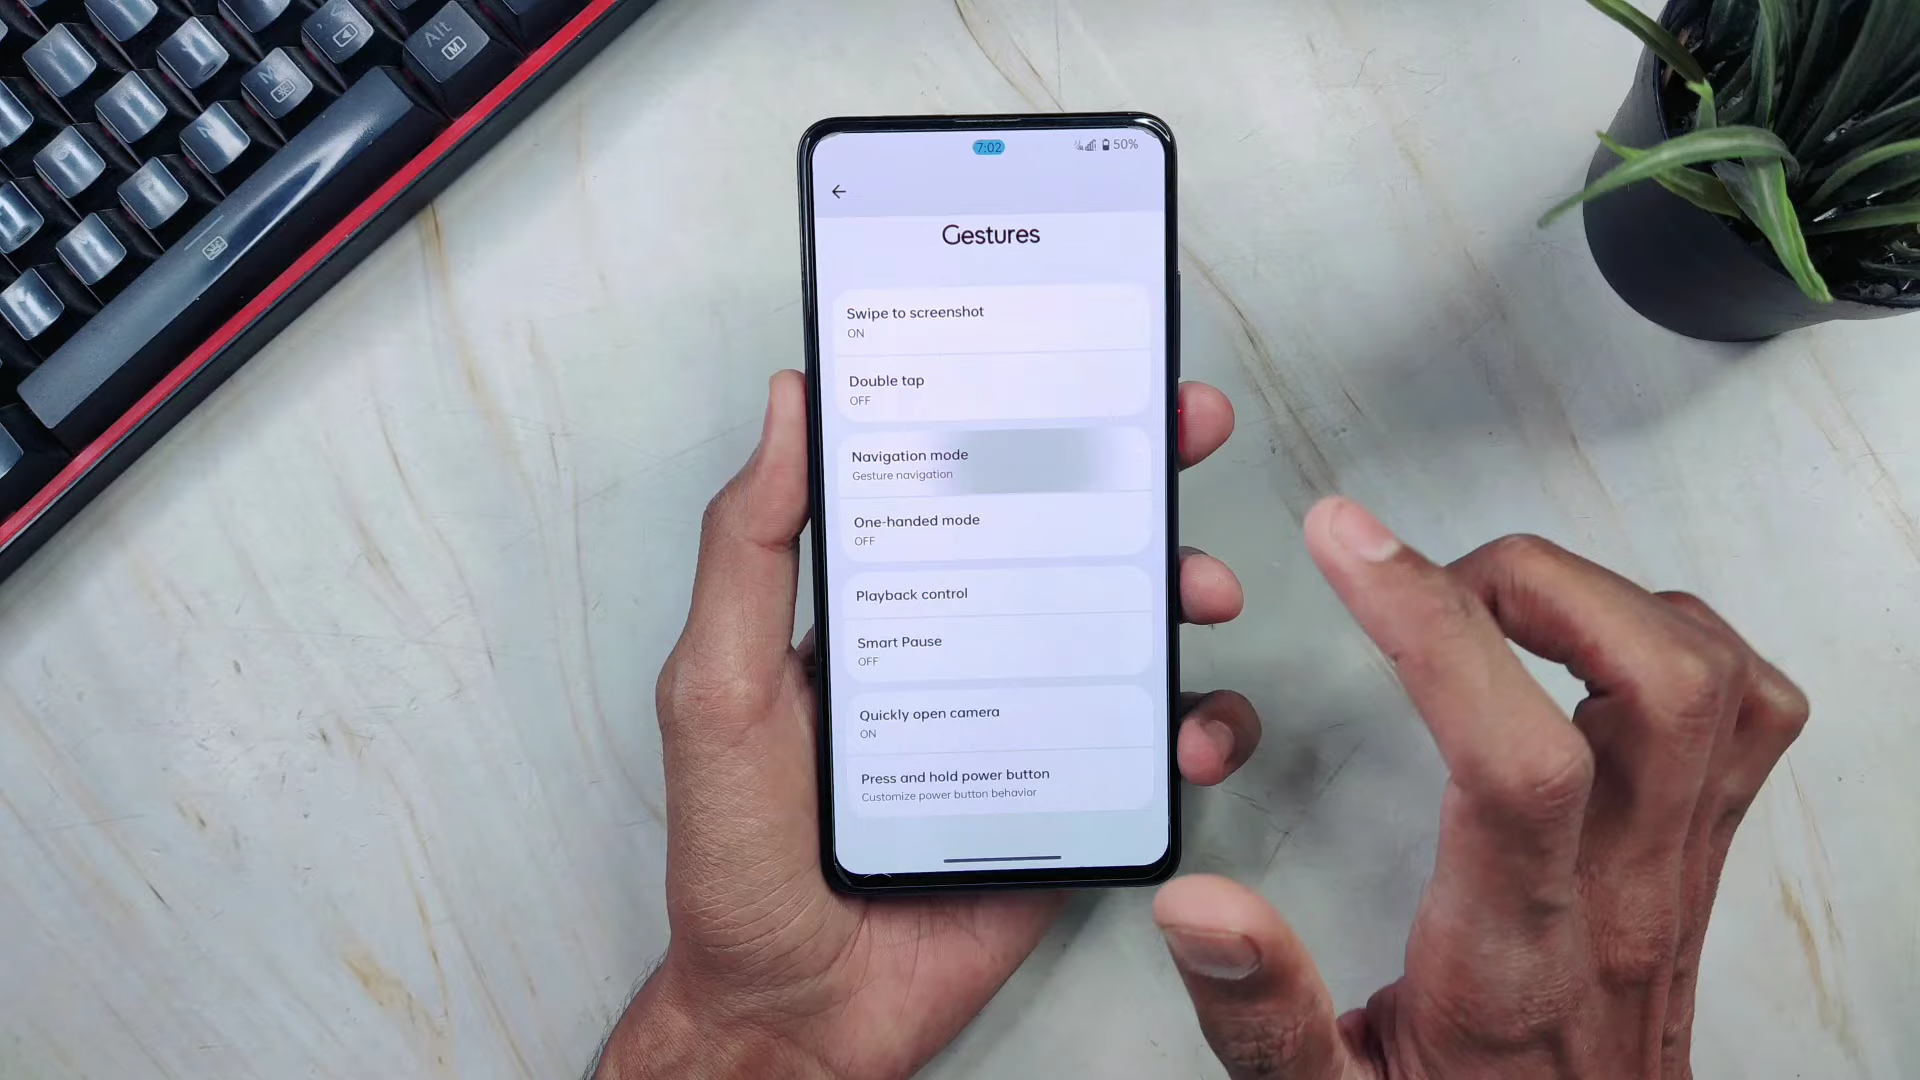 Alt
M
N
7:02
50%
Gestures
Swipe to screenshot
ON
Double tap
OFF
Navigation mode
Gesture navigation
One-handed mode
OFF
Playback control
Smart Pause
OFF
Quickly open camera
ON
Press and hold power button
Customize power button behavior